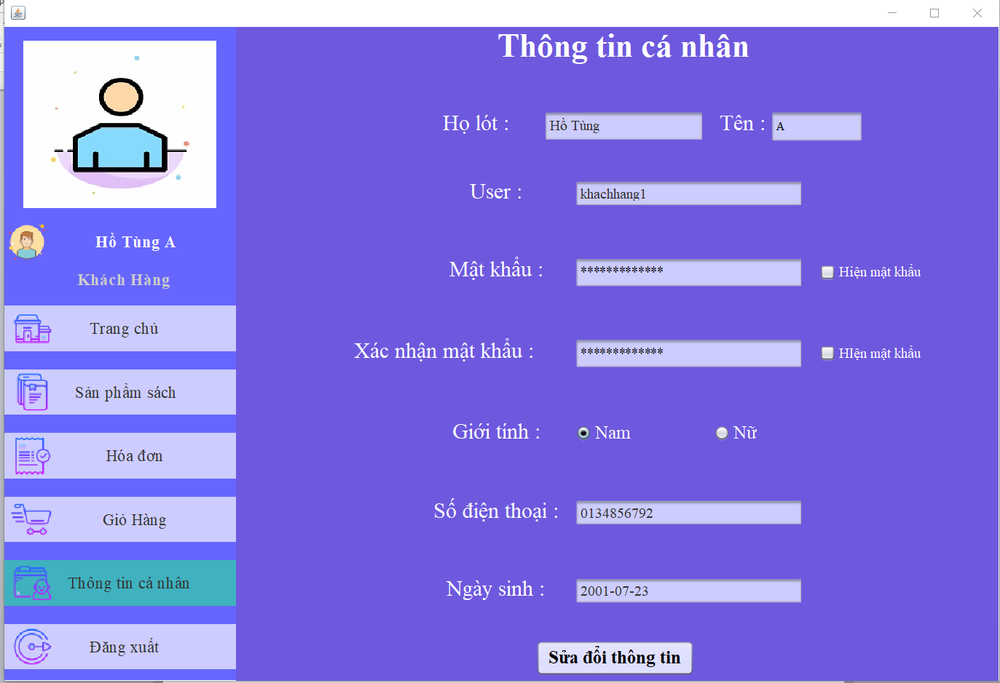 Thông tin cá nhân
Hồ Tùng A
Khách Hàng
Trang chủ
Sản phẩm sách
Hóa đơn
Giỏ Hàng
Thông tin cá nhân
Đăng xuất
Họ lót : Hồ Tùng Tên : A
User : khachhang1
Mật khẩu : ************* Hiện mật khẩu
Xác nhận mật khẩu : ************* HIện mật khẩu
Giới tính : Nam Nữ
Số điện thoại : 0134856792
Ngày sinh : 2001-07-23
Sửa đổi thông tin